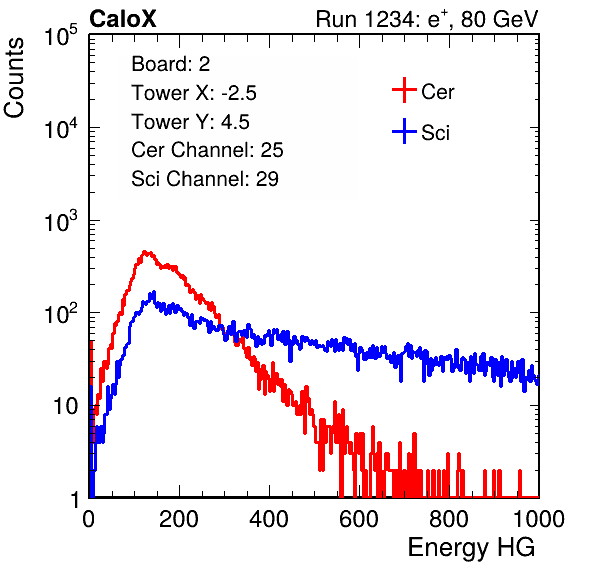 CaloX Run 1234: e⁺, 80 GeV
Counts
Board: 2
Tower X: -2.5
Tower Y: 4.5
Cer Channel: 25
Sci Channel: 29
Cer
Sci
10⁵
10⁴
10³
10²
10
1
0 200 400 600 800 1000
Energy HG